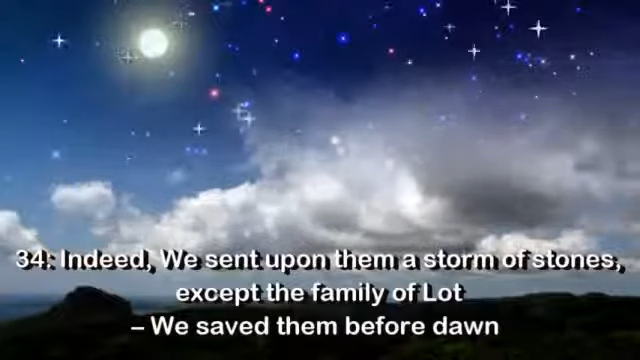 34: Indeed, We sent upon them a storm of stones,
except the family of Lot
– We saved them before dawn